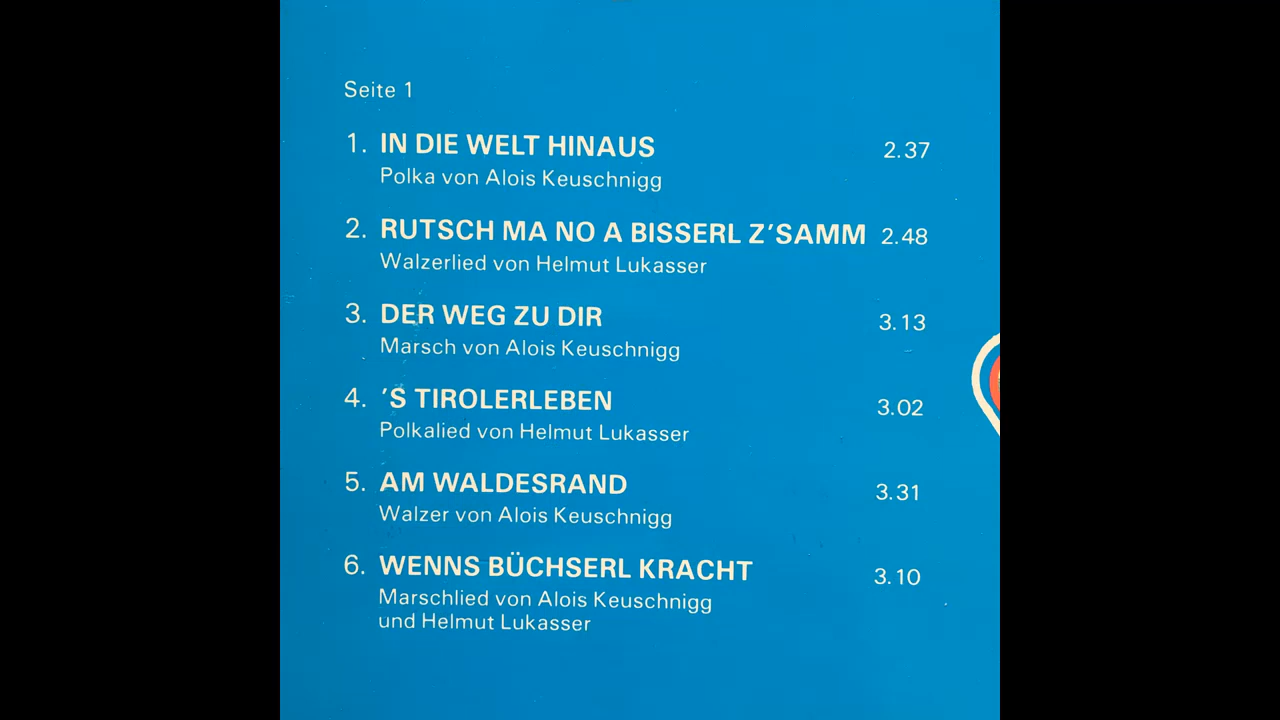 Seite 1
1. IN DIE WELT HINAUS 2.37
Polka von Alois Keuschnigg
2. RUTSCH MA NO A BISSERL Z'SAMM 2.48
Walzerlied von Helmut Lukasser
3. DER WEG ZU DIR 3.13
Marsch von Alois Keuschnigg
4. 'S TIROLERLEBEN 3.02
Polkalied von Helmut Lukasser
5. AM WALDESRAND 3.31
Walzer von Alois Keuschnigg
6. WENNS BÜCHSERL KRACHT 3.10
Marschlied von Alois Keuschnigg
und Helmut Lukasser